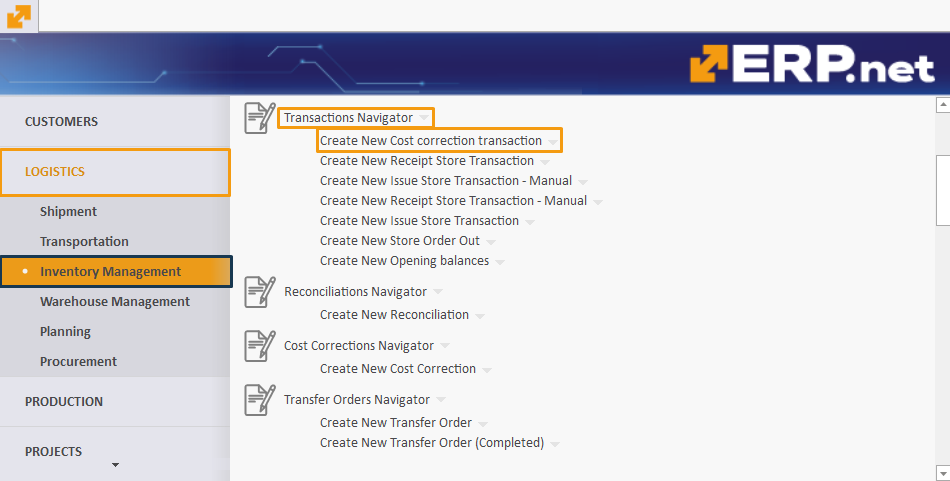 ERP.net
CUSTOMERS
LOGISTICS
Shipment
Transportation
Inventory Management
Warehouse Management
Planning
Procurement
PRODUCTION
PROJECTS
Transactions Navigator
Create New Cost correction transaction
Create New Receipt Store Transaction
Create New Issue Store Transaction - Manual
Create New Receipt Store Transaction - Manual
Create New Issue Store Transaction
Create New Store Order Out
Create New Opening balances
Reconciliations Navigator
Create New Reconciliation
Cost Corrections Navigator
Create New Cost Correction
Transfer Orders Navigator
Create New Transfer Order
Create New Transfer Order (Completed)